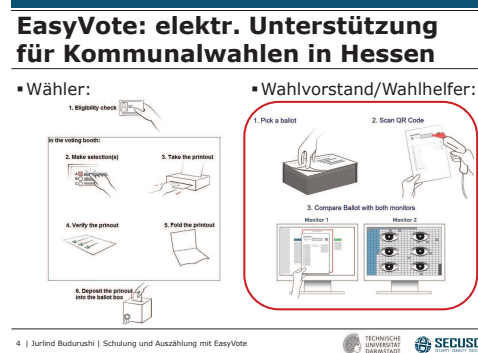 EasyVote: elektr. Unterstützung
für Kommunalwahlen in Hessen
▪Wähler:
1. Eligibility check
In the voting booth:
2. Make selection(s)
3. Take the printout
4. Verify the prinout
5. Fold the printout
6. Deposit the prinout
into the ballot box
▪Wahlvorstand/Wahlhelfer:
1. Pick a ballot
2. Scan QR Code
3. Compare Ballot with both monitors
Monitor 1
Monitor 2
4 | Jurlind Budurushi | Schulung und Auszählung mit EasyVote
TECHNISCHE
UNIVERSITÄT
DARMSTADT